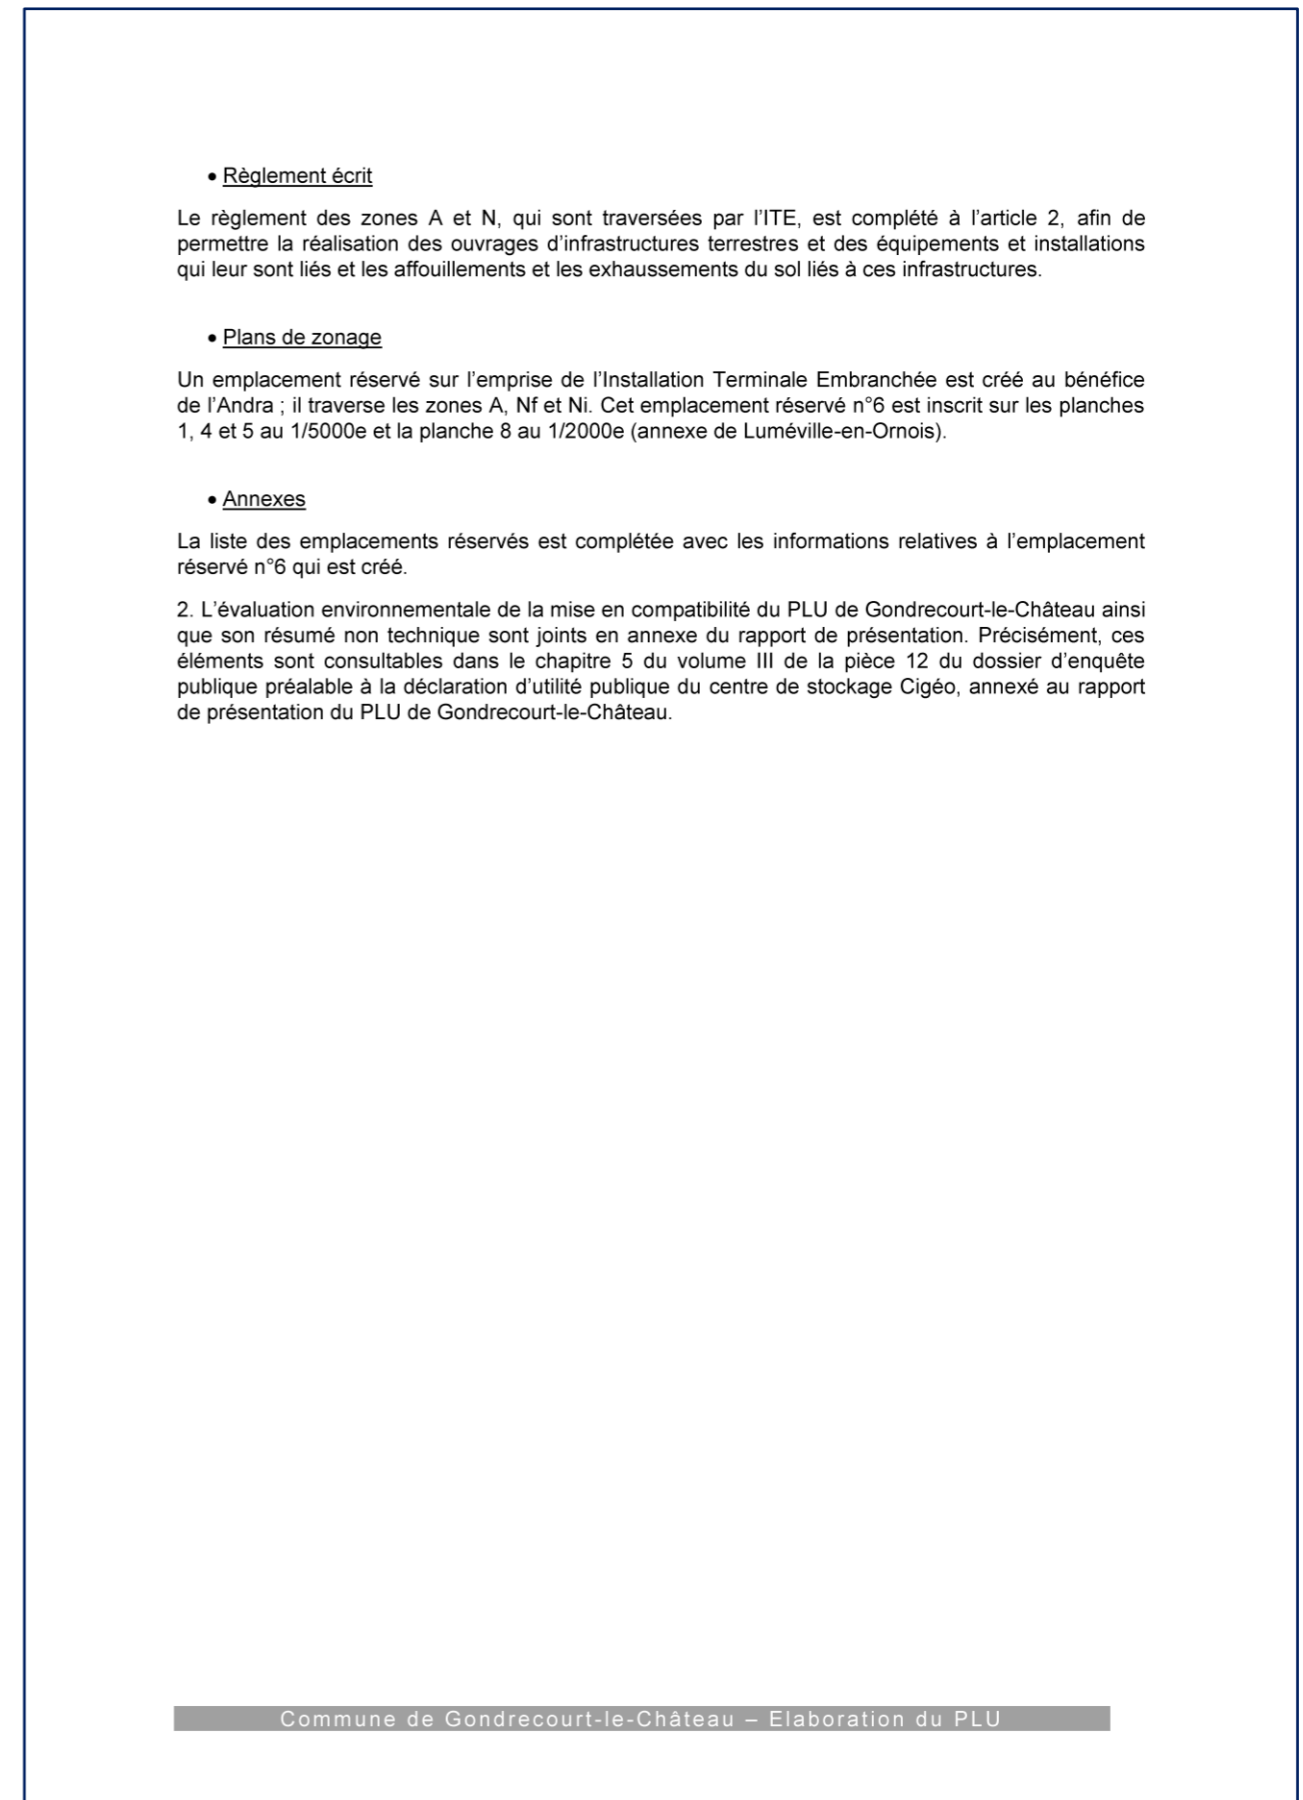 • Règlement écrit
Le règlement des zones A et N, qui sont traversées par l’ITE, est complété à l’article 2, afin de
permettre la réalisation des ouvrages d’infrastructures terrestres et des équipements et installations
qui leur sont liés et les affouillements et les exhaussements du sol liés à ces infrastructures.
• Plans de zonage
Un emplacement réservé sur l’emprise de l’Installation Terminale Embranchée est créé au bénéfice
de l’Andra ; il traverse les zones A, Nf et Ni. Cet emplacement réservé n°6 est inscrit sur les planches
1, 4 et 5 au 1/5000e et la planche 8 au 1/2000e (annexe de Luméville-en-Ornois).
• Annexes
La liste des emplacements réservés est complétée avec les informations relatives à l’emplacement
réservé n°6 qui est créé.
2. L’évaluation environnementale de la mise en compatibilité du PLU de Gondrecourt-le-Château ainsi
que son résumé non technique sont joints en annexe du rapport de présentation. Précisément, ces
éléments sont consultables dans le chapitre 5 du volume III de la pièce 12 du dossier d’enquête
publique préalable à la déclaration d’utilité publique du centre de stockage Cigéo, annexé au rapport
de présentation du PLU de Gondrecourt-le-Château.
Commune de Gondrecourt-le-Château – Elaboration du PLU